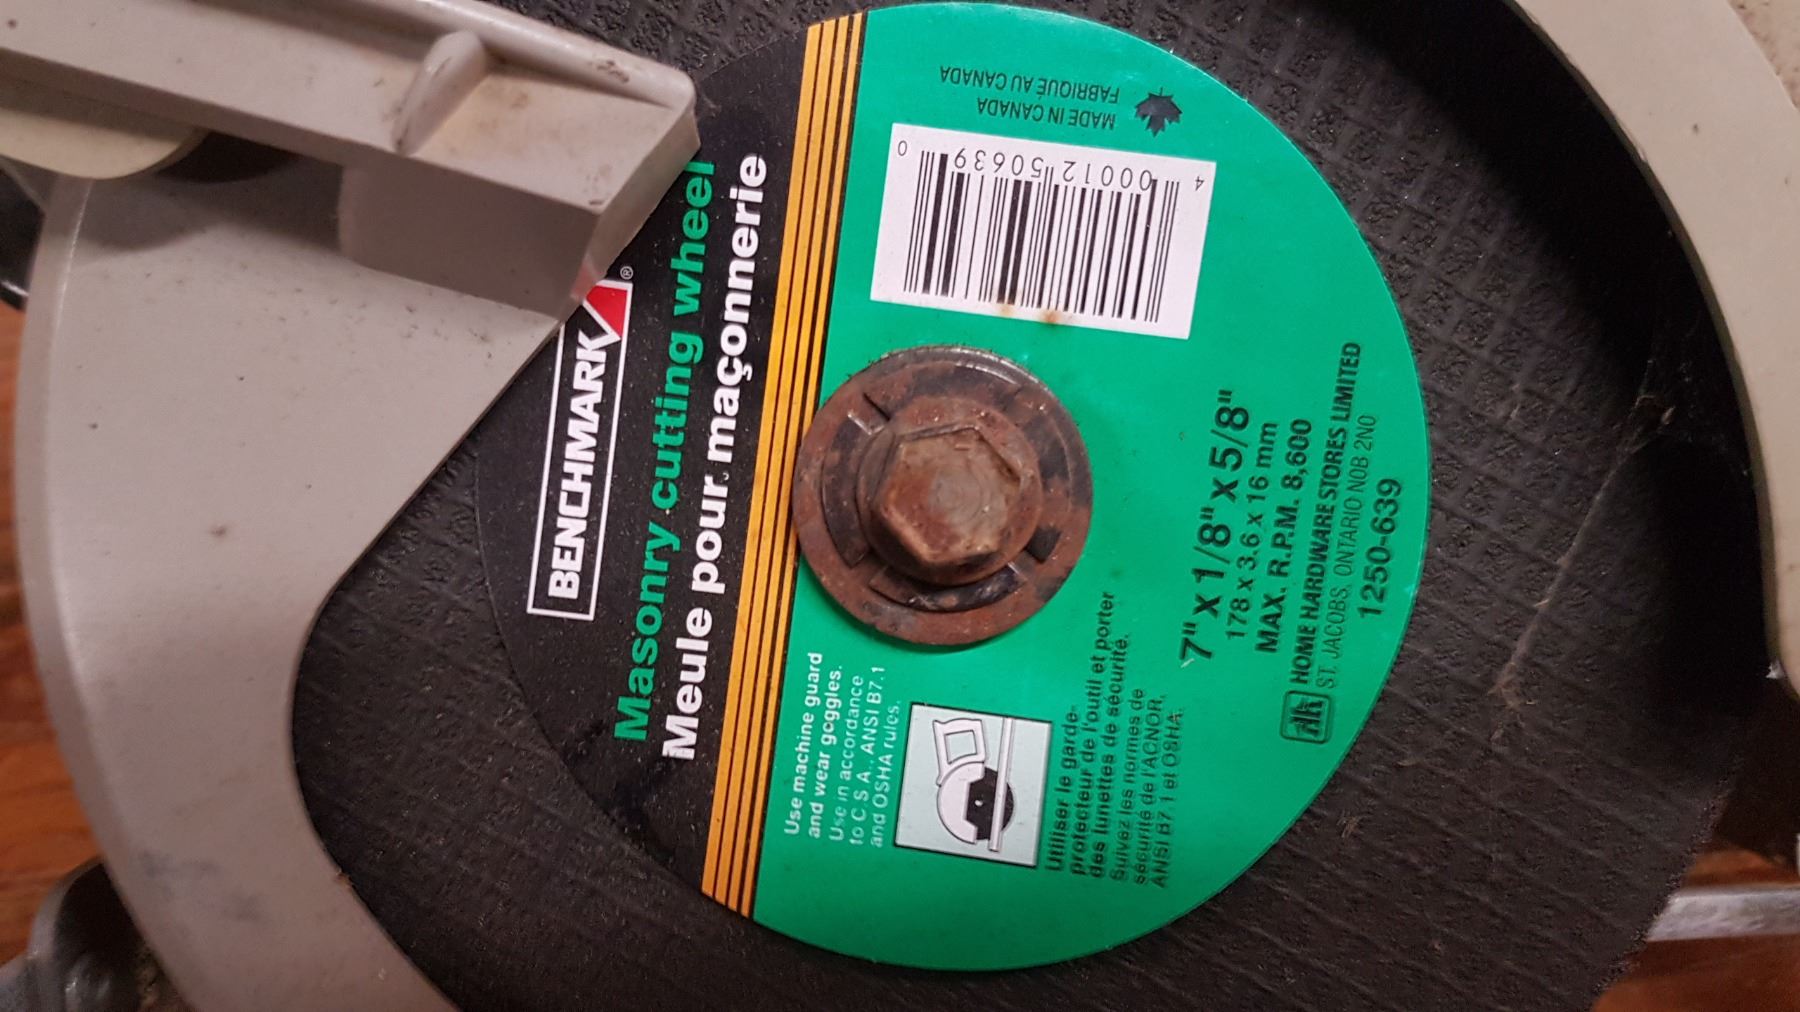 BENCHMARK®
Masonry cutting wheel
Meule pour maçonnerie
Use machine guard
and wear goggles.
Use in accordance
to C.S.A., ANSI B7.1
and OSHA rules.
Utiliser le garde-
protecteur de l'outil et porter
des lunettes de sécurité.
Suivez les normes de
sécurité de l'ACNOR,
ANSI B7.1 et OSHA.
7" x 1/8" x 5/8"
178 x 3.6 x 16 mm
MAX. R.P.M. 8,600
HOME HARDWARE STORES LIMITED
ST. JACOBS, ONTARIO N0B 2N0
1250-639
MADE IN CANADA
FABRIQUÉ AU CANADA
4 00012 50639 0